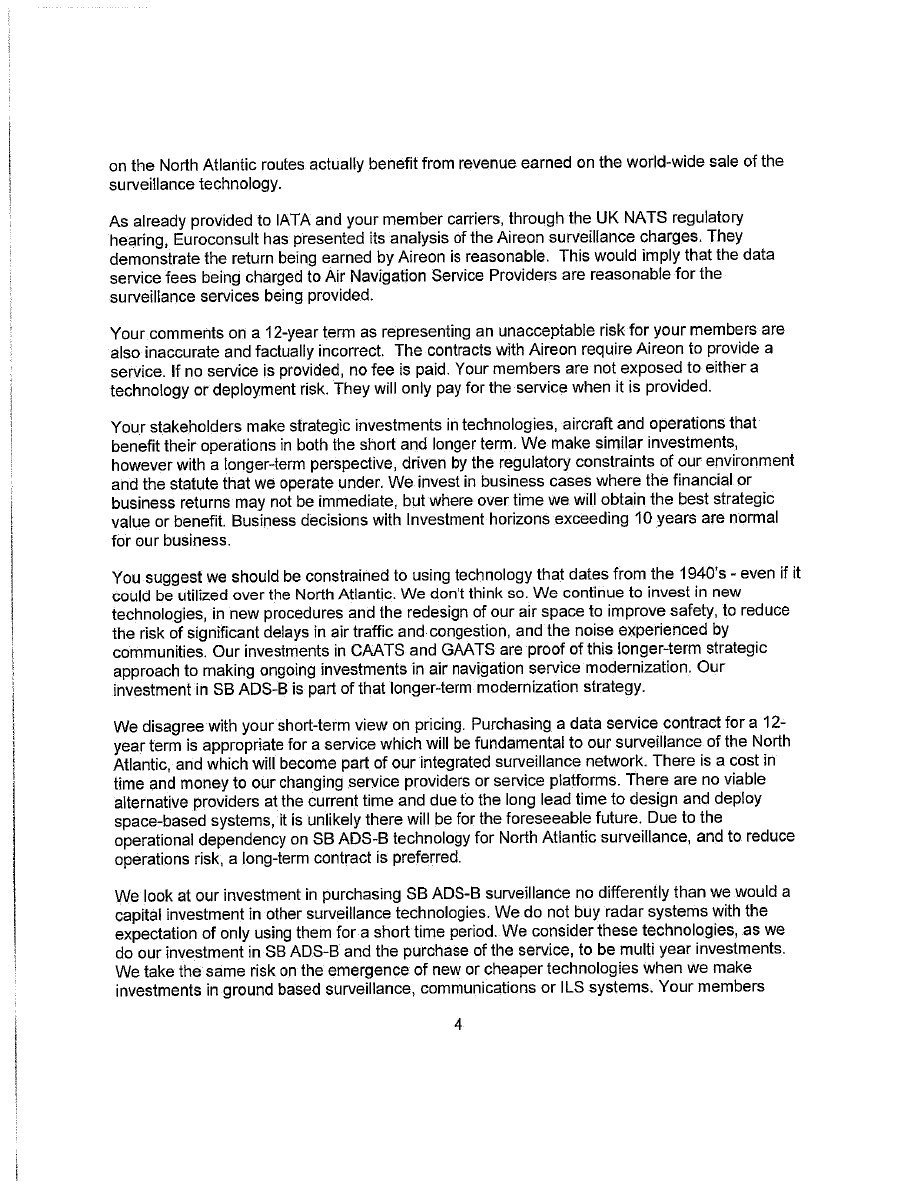 on the North Atlantic routes actually benefit from revenue earned on the world-wide sale of the
surveillance technology.
As already provided to IATA and your member carriers, through the UK NATS regulatory
hearing, Euroconsult has presented its analysis of the Aireon surveillance charges. They
demonstrate the return being earned by Aireon is reasonable.  This would imply that the data
service fees being charged to Air Navigation Service Providers are reasonable for the
surveillance services being provided.
Your comments on a 12-year term as representing an unacceptable risk for your members are
also inaccurate and factually incorrect.  The contracts with Aireon require Aireon to provide a
service. If no service is provided, no fee is paid. Your members are not exposed to either a
technology or deployment risk. They will only pay for the service when it is provided.
Your stakeholders make strategic investments in technologies, aircraft and operations that
benefit their operations in both the short and longer term. We make similar investments,
however with a longer-term perspective, driven by the regulatory constraints of our environment
and the statute that we operate under. We invest in business cases where the financial or
business returns may not be immediate, but where over time we will obtain the best strategic
value or benefit. Business decisions with Investment horizons exceeding 10 years are normal
for our business.
You suggest we should be constrained to using technology that dates from the 1940's - even if it
could be utilized over the North Atlantic. We don't think so. We continue to invest in new
technologies, in new procedures and the redesign of our air space to improve safety, to reduce
the risk of significant delays in air traffic and congestion, and the noise experienced by
communities. Our investments in CAATS and GAATS are proof of this longer-term strategic
approach to making ongoing investments in air navigation service modernization. Our
investment in SB ADS-B is part of that longer-term modernization strategy.
We disagree with your short-term view on pricing. Purchasing a data service contract for a 12-
year term is appropriate for a service which will be fundamental to our surveillance of the North
Atlantic, and which will become part of our integrated surveillance network. There is a cost in
time and money to our changing service providers or service platforms. There are no viable
alternative providers at the current time and due to the long lead time to design and deploy
space-based systems, it is unlikely there will be for the foreseeable future. Due to the
operational dependency on SB ADS-B technology for North Atlantic surveillance, and to reduce
operations risk, a long-term contract is preferred.
We look at our investment in purchasing SB ADS-B surveillance no differently than we would a
capital investment in other surveillance technologies. We do not buy radar systems with the
expectation of only using them for a short time period. We consider these technologies, as we
do our investment in SB ADS-B and the purchase of the service, to be multi year investments.
We take the same risk on the emergence of new or cheaper technologies when we make
investments in ground based surveillance, communications or ILS systems. Your members
4